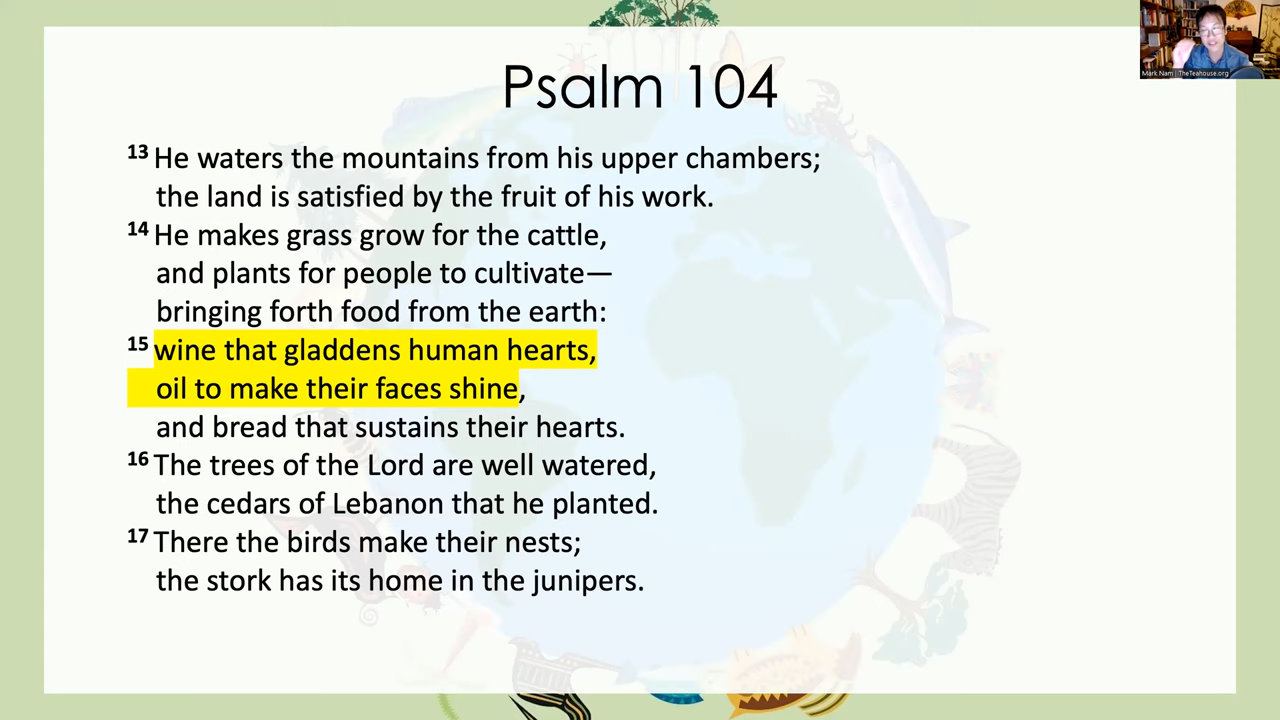 Psalm 104
Mark Nam | TheTeahouse.org
13 He waters the mountains from his upper chambers;
the land is satisfied by the fruit of his work.
14 He makes grass grow for the cattle,
and plants for people to cultivate—
bringing forth food from the earth:
15 wine that gladdens human hearts,
oil to make their faces shine,
and bread that sustains their hearts.
16 The trees of the Lord are well watered,
the cedars of Lebanon that he planted.
17 There the birds make their nests;
the stork has its home in the junipers.